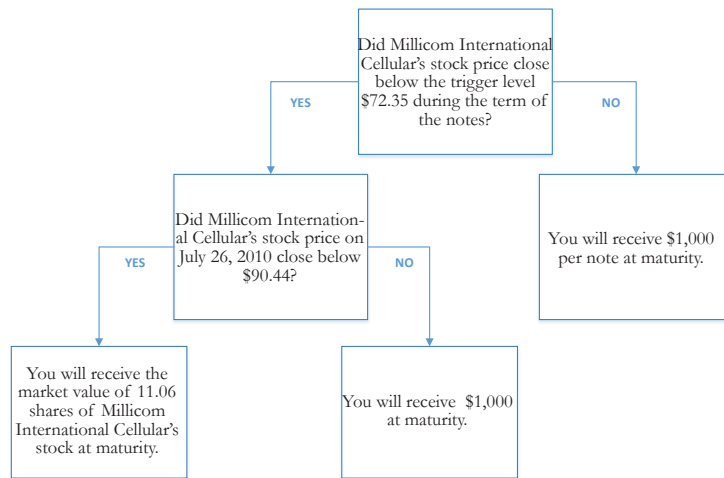 Did Millicom International
Cellular's stock price close
below the trigger level
$72.35 during the term of
the notes?
YES
NO
Did Millicom Internation-
al Cellular's stock price on
July 26, 2010 close below
$90.44?
You will receive $1,000
per note at maturity.
YES
NO
You will receive the
market value of 11.06
shares of Millicom
International Cellular's
stock at maturity.
You will receive $1,000
at maturity.